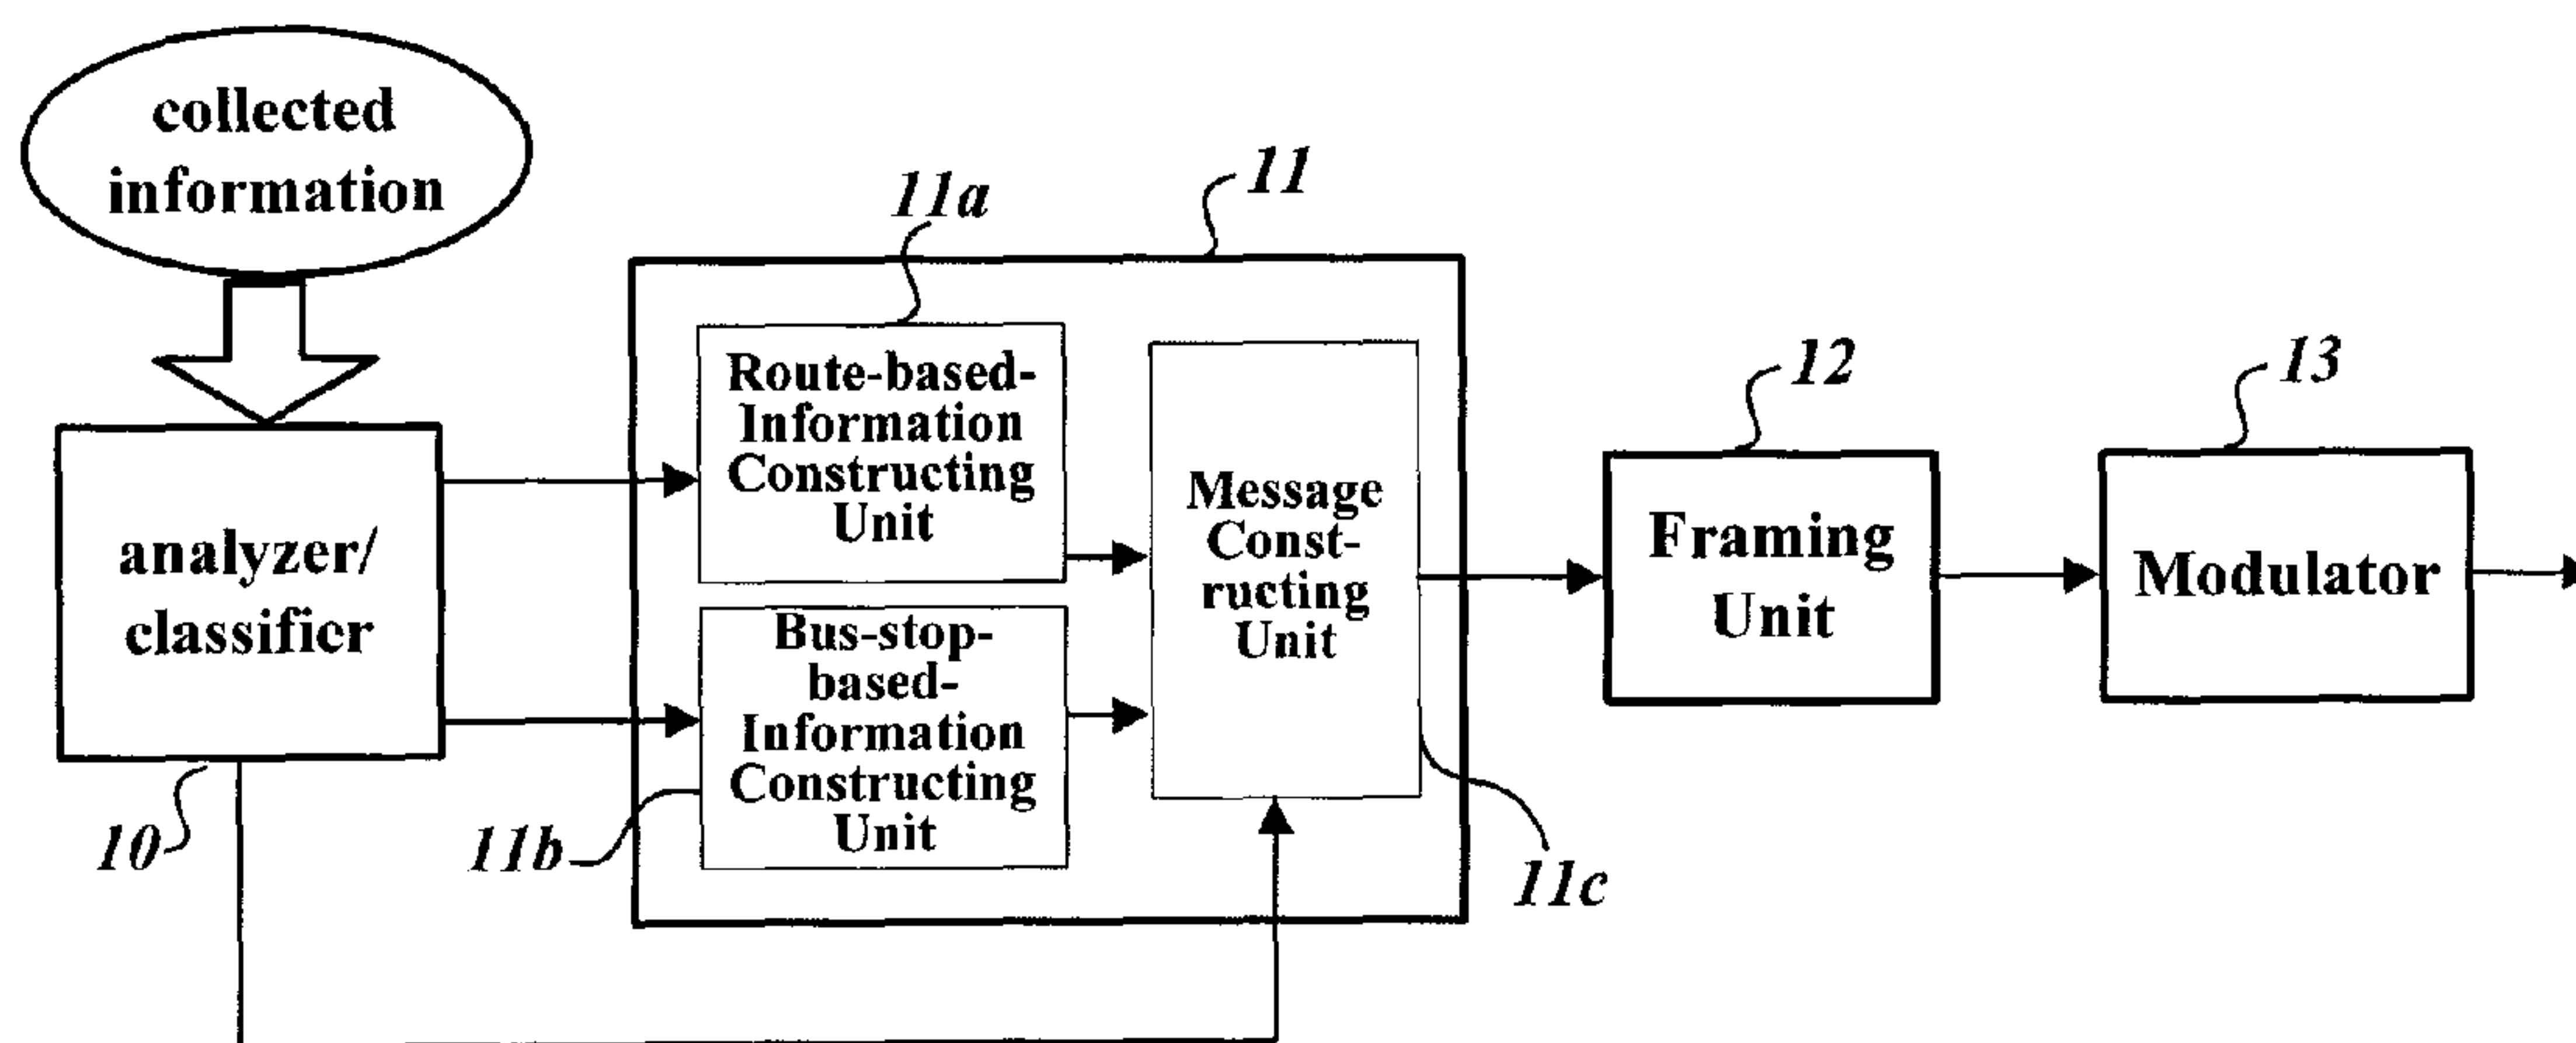 collected
information
11a
11
12
13
Route-based-
Information
Constructing
Unit
Message
Const-
ructing
Unit
Framing
Unit
Modulator
analyzer/
classifier
Bus-stop-
based-
Information
Constructing
Unit
10
11b
11c